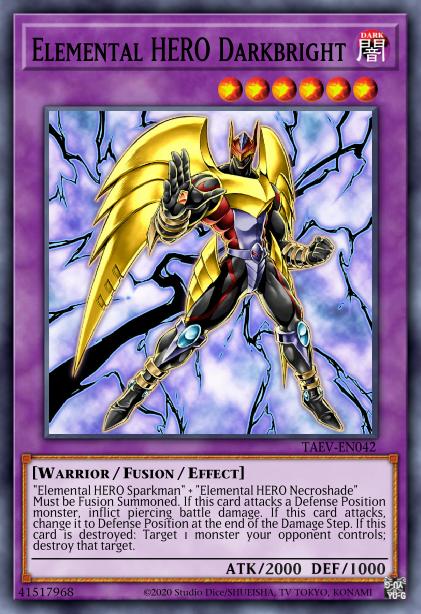 ELEMENTAL HERO DARKBRIGHT
DARK
闇
TAEV-EN042
[WARRIOR / FUSION / EFFECT]
"Elemental HERO Sparkman" + "Elemental HERO Necroshade"
Must be Fusion Summoned. If this card attacks a Defense Position
monster, inflict piercing battle damage. If this card attacks,
change it to Defense Position at the end of the Damage Step. If this
card is destroyed: Target 1 monster your opponent controls;
destroy that target.
ATK/2000 DEF/1000
41517968
©2020 Studio Dice/SHUEISHA, TV TOKYO, KONAMI